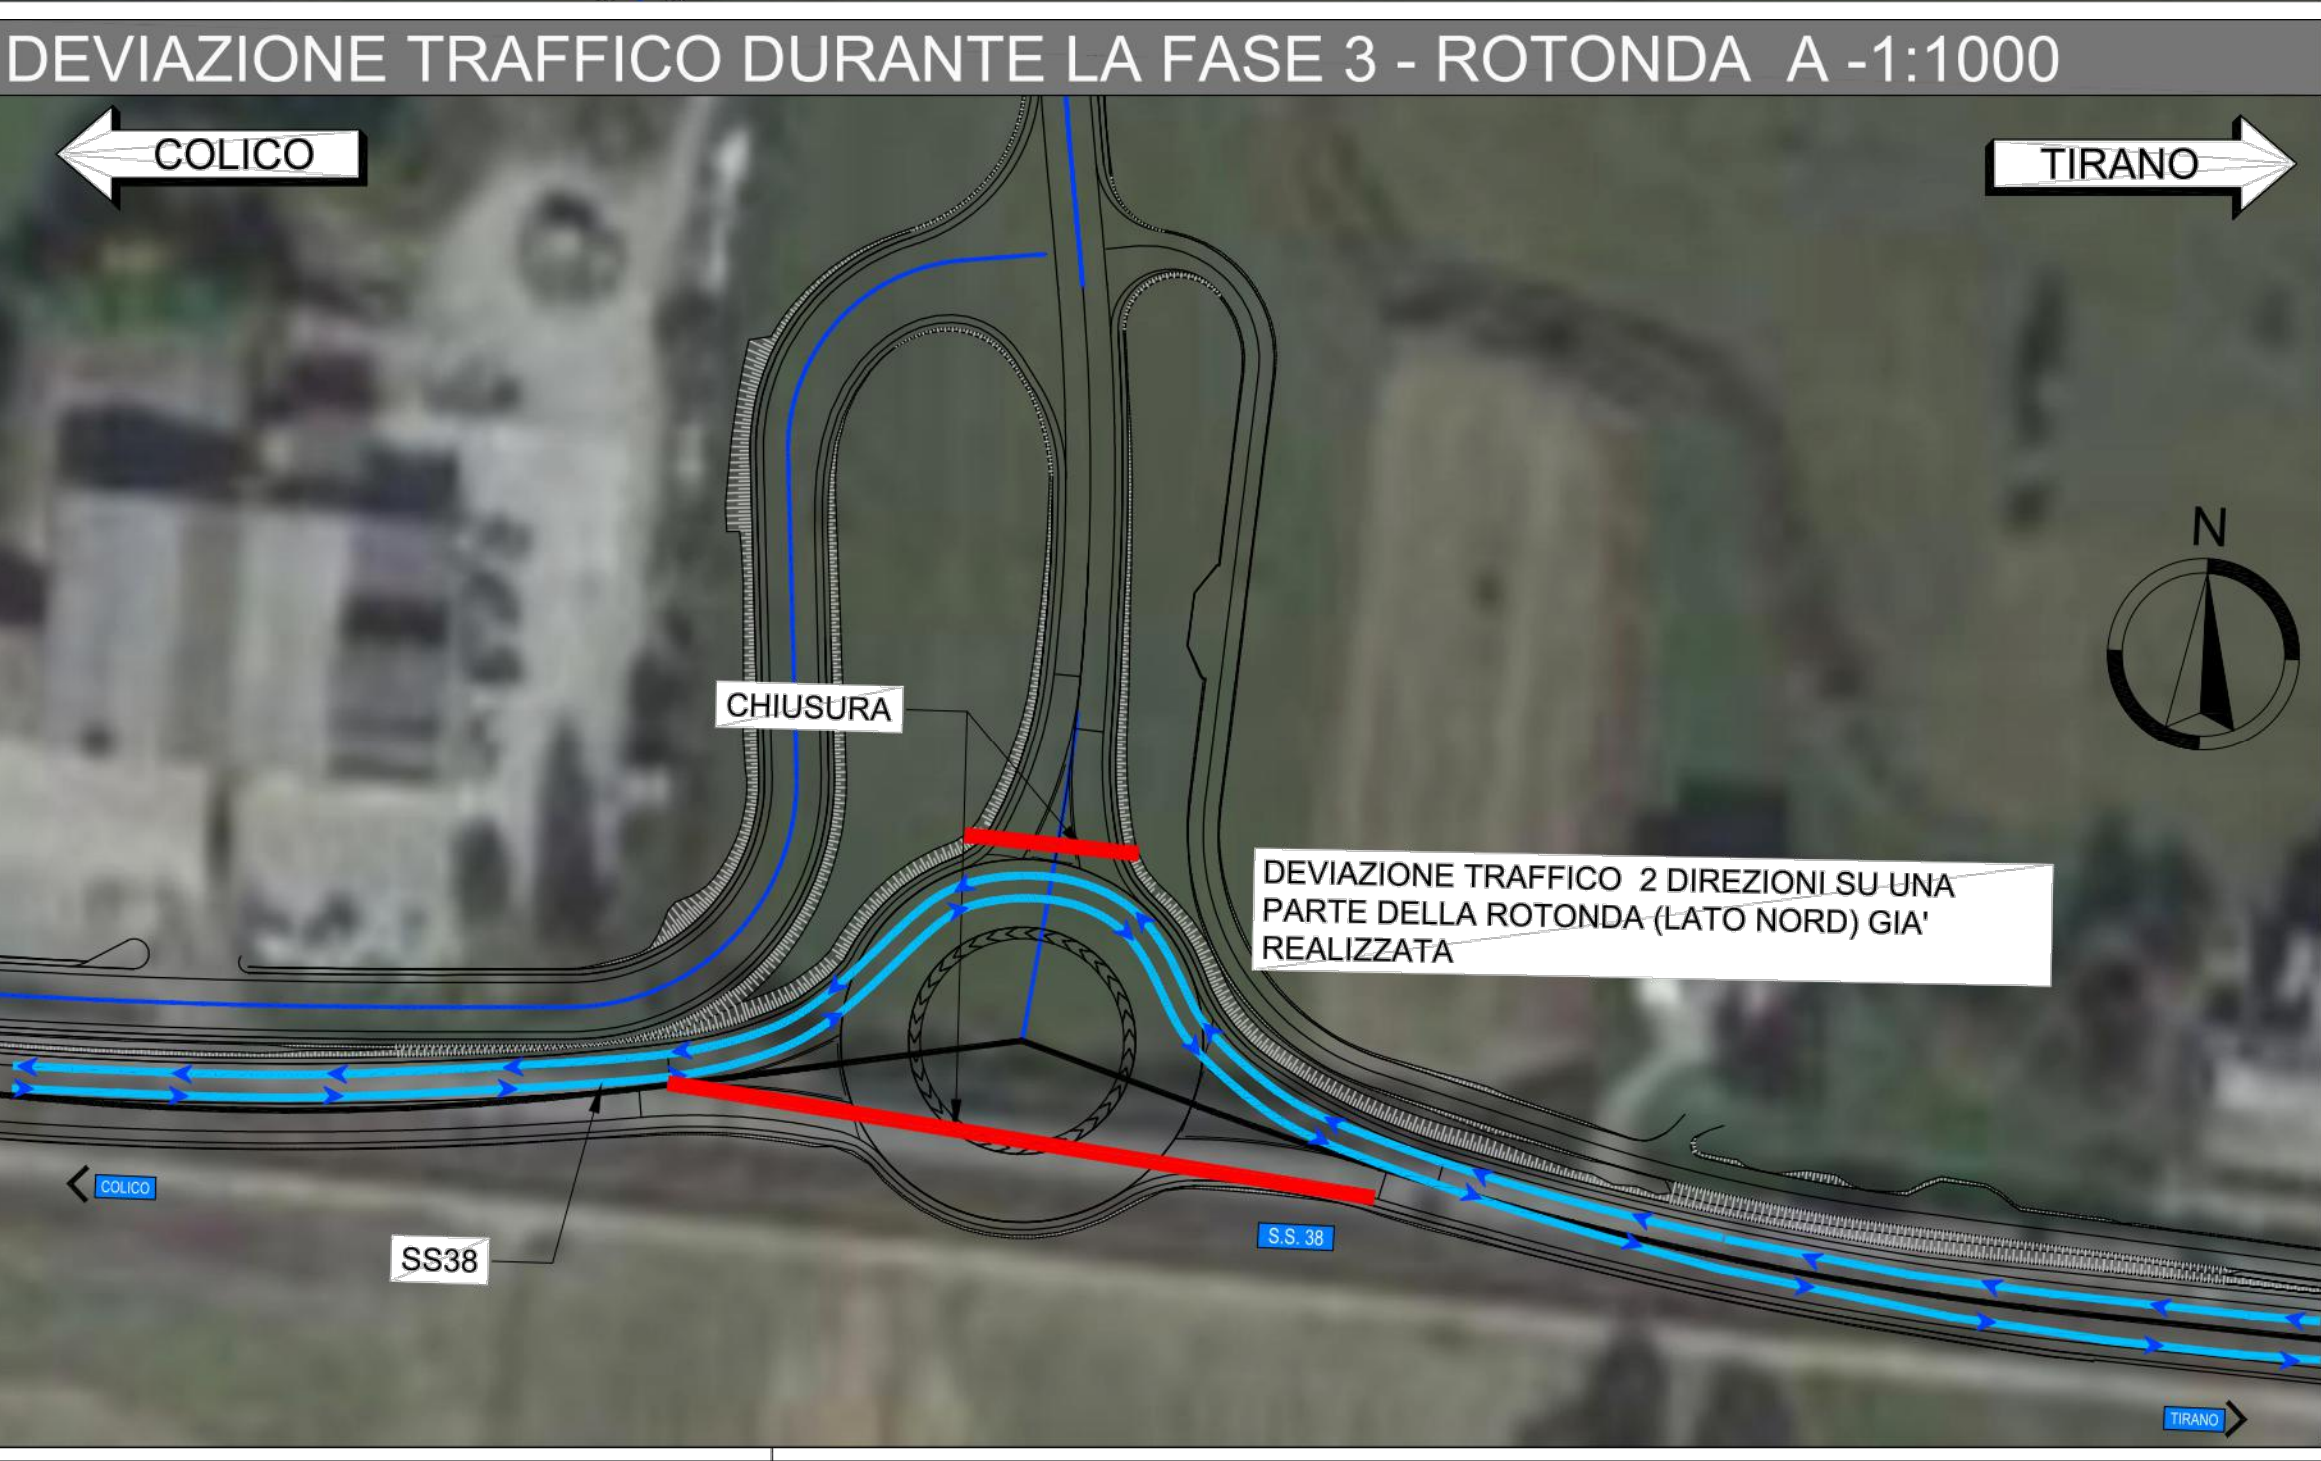 DEVIAZIONE TRAFFICO DURANTE LA FASE 3 - ROTONDA A -1:1000
COLICO
TIRANO
N
CHIUSURA
DEVIAZIONE TRAFFICO 2 DIREZIONI SU UNA
PARTE DELLA ROTONDA (LATO NORD) GIA'
REALIZZATA
COLICO
SS38
S.S. 38
TIRANO